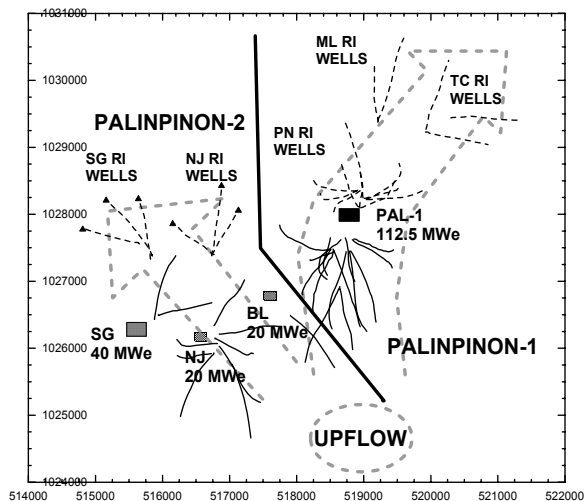 1031000
ML RI
WELLS
1030000
TC RI
WELLS
PALINPINON-2
PN RI
WELLS
1029000
SG RI
WELLS
NJ RI
WELLS
1028000
PAL-1
112.5 MWe
1027000
BL
20 MWe
SG
40 MWe
1026000
NJ
20 MWe
PALINPINON-1
1025000
UPFLOW
1024000
514000 515000 516000 517000 518000 519000 520000 521000 522000